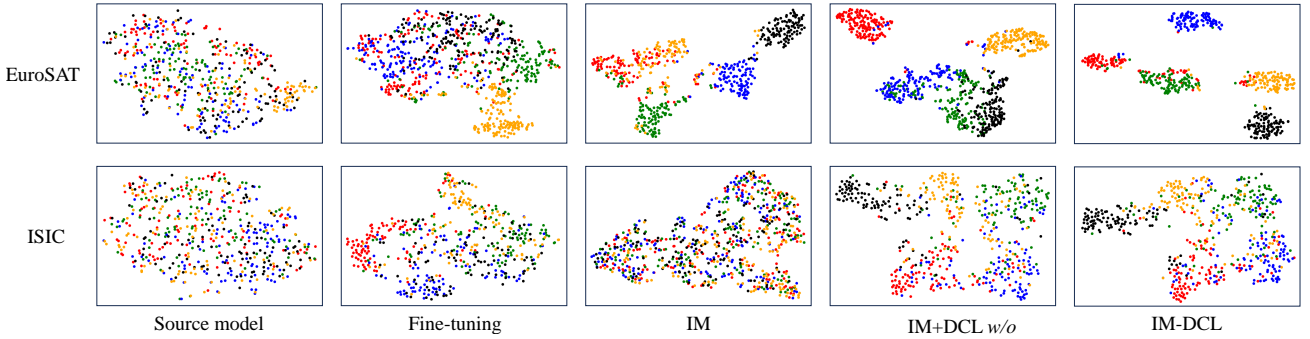 EuroSAT
ISIC
Source model
Fine-tuning
IM
IM+DCL w/o
IM-DCL